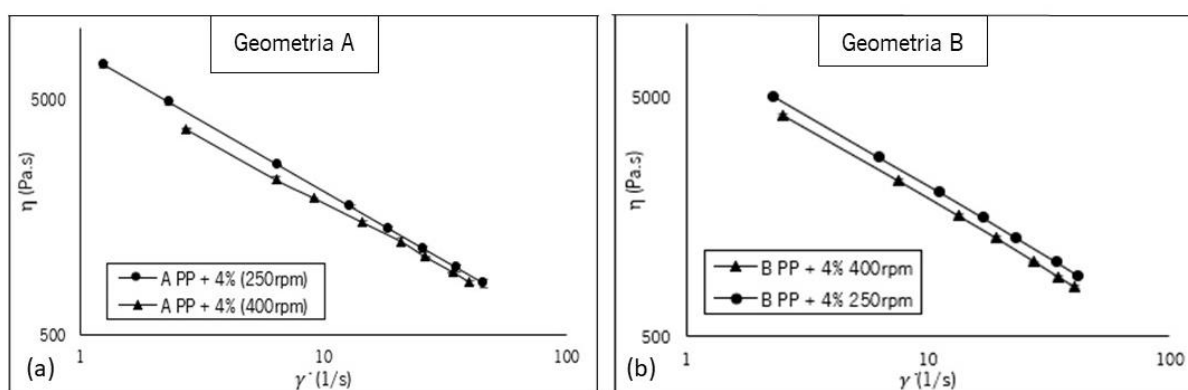 Geometria A
5000
η (Pa.s)
A PP + 4% (250rpm)
A PP + 4% (400rpm)
500
1
10
100
(a)
γ˙ (1/s)
Geometria B
5000
η (Pa.s)
B PP + 4% 400rpm
B PP + 4% 250rpm
500
1
10
100
(b)
γ˙ (1/s)